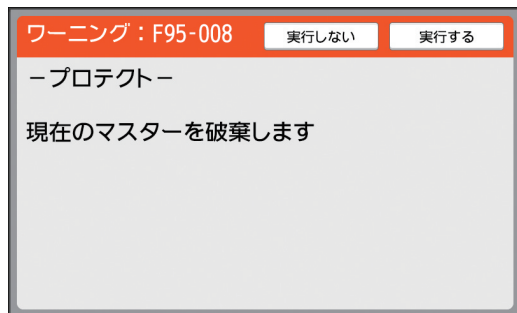 ワーニング：F95-008
実行しない
実行する
－プロテクト－
現在のマスターを破棄します